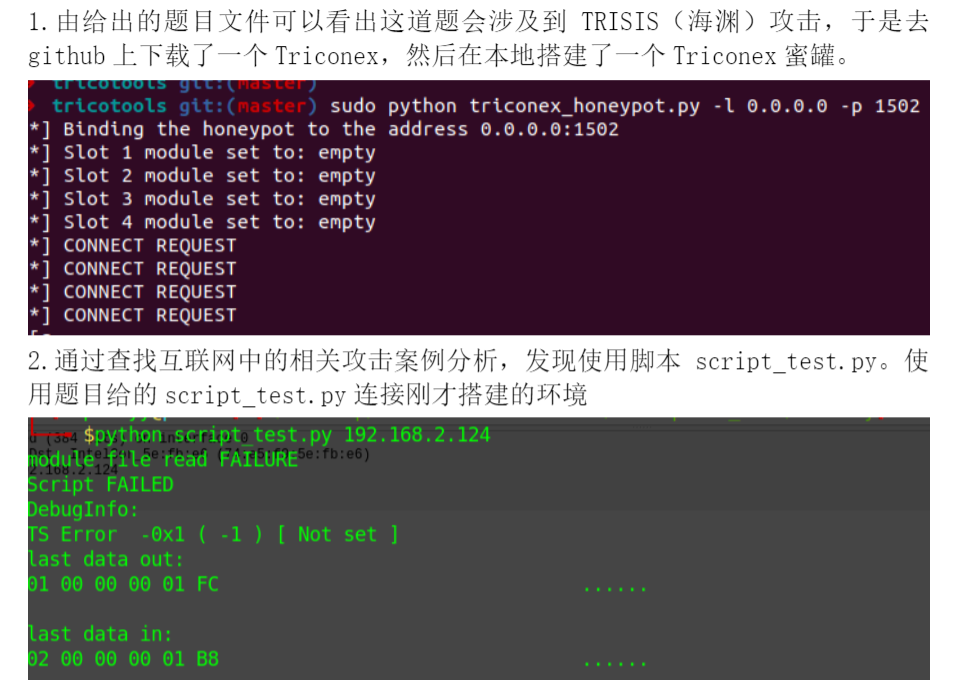 1.由给出的题目文件可以看出这道题会涉及到 TRISIS（海渊）攻击，于是去
github 上下载了一个 Triconex，然后在本地搭建了一个 Triconex 蜜罐。
tricotools git:(master)
tricotools git:(master) sudo python triconex_honeypot.py -l 0.0.0.0 -p 1502
*] Binding the honeypot to the address 0.0.0.0:1502
*] Slot 1 module set to: empty
*] Slot 2 module set to: empty
*] Slot 3 module set to: empty
*] Slot 4 module set to: empty
*] CONNECT REQUEST
*] CONNECT REQUEST
*] CONNECT REQUEST
*] CONNECT REQUEST
2.通过查找互联网中的相关攻击案例分析，发现使用脚本 script_test.py。使
用题目给的 script_test.py 连接刚才搭建的环境
$python script_test.py 192.168.2.124
module file read FAILURE
5e:fb:e6)
2.168.2.124
Script FAILED
DebugInfo:
TS Error -0x1 ( -1 ) [ Not set ]
last data out:
01 00 00 00 01 FC ......
last data in:
02 00 00 00 01 B8 ......